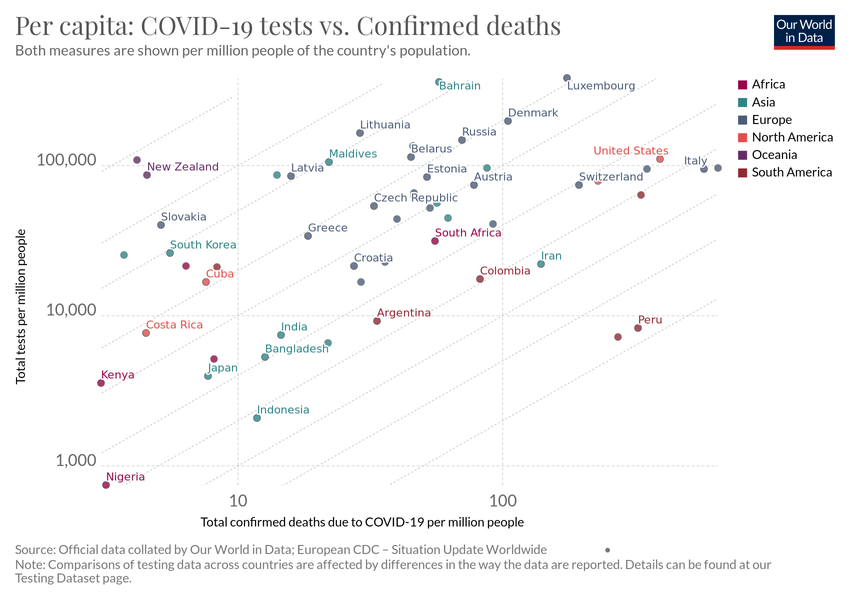 Per capita: COVID-19 tests vs. Confirmed deaths
Both measures are shown per million people of the country's population.
Our World
in Data
Africa
Asia
Europe
North America
Oceania
South America
Bahrain
Luxembourg
Denmark
Lithuania
Russia
Belarus
United States
Maldives
100,000
New Zealand
Latvia
Estonia
Italy
Austria
Switzerland
Czech Republic
Slovakia
Greece
South Africa
South Korea
Croatia
Iran
Cuba
Colombia
10,000
Costa Rica
India
Argentina
Peru
Bangladesh
Kenya
Japan
Indonesia
1,000
Nigeria
Total tests per million people
10
100
Total confirmed deaths due to COVID-19 per million people
Source: Official data collated by Our World in Data; European CDC – Situation Update Worldwide
Note: Comparisons of testing data across countries are affected by differences in the way the data are reported. Details can be found at our
Testing Dataset page.